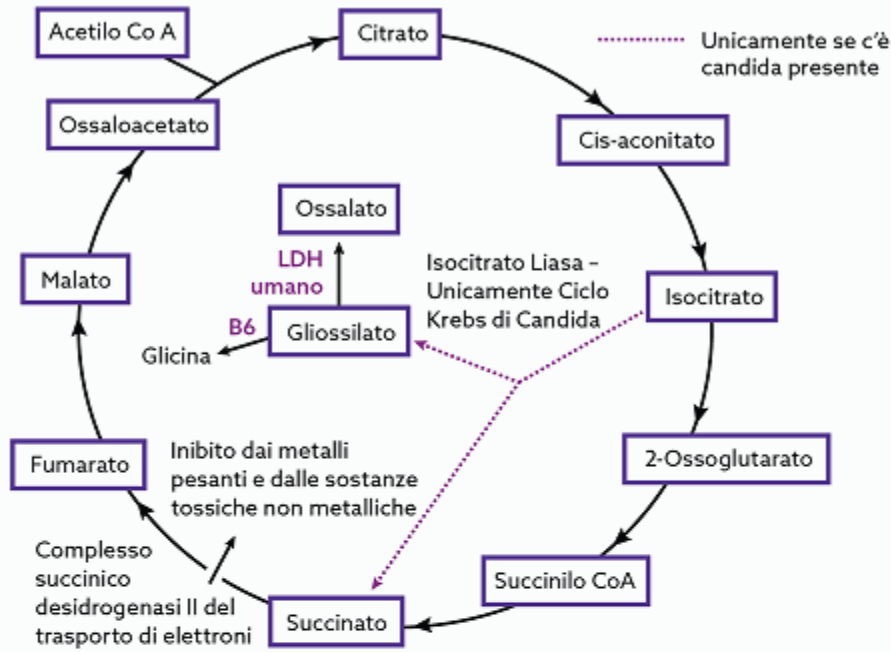 Acetilo Co A
Citrato
Unicamente se c'è
candida presente
Ossaloacetato
Cis-aconitato
Ossalato
LDH
umano
Isocitrato Liasa –
Unicamente Ciclo
Krebs di Candida
Malato
Isocitrato
B6
Gliossilato
Glicina
Fumarato
Inibito dai metalli
pesanti e dalle sostanze
tossiche non metalliche
2-Ossoglutarato
Complesso
succinico
desidrogenasi II del
trasporto di elettroni
Succinilo CoA
Succinato